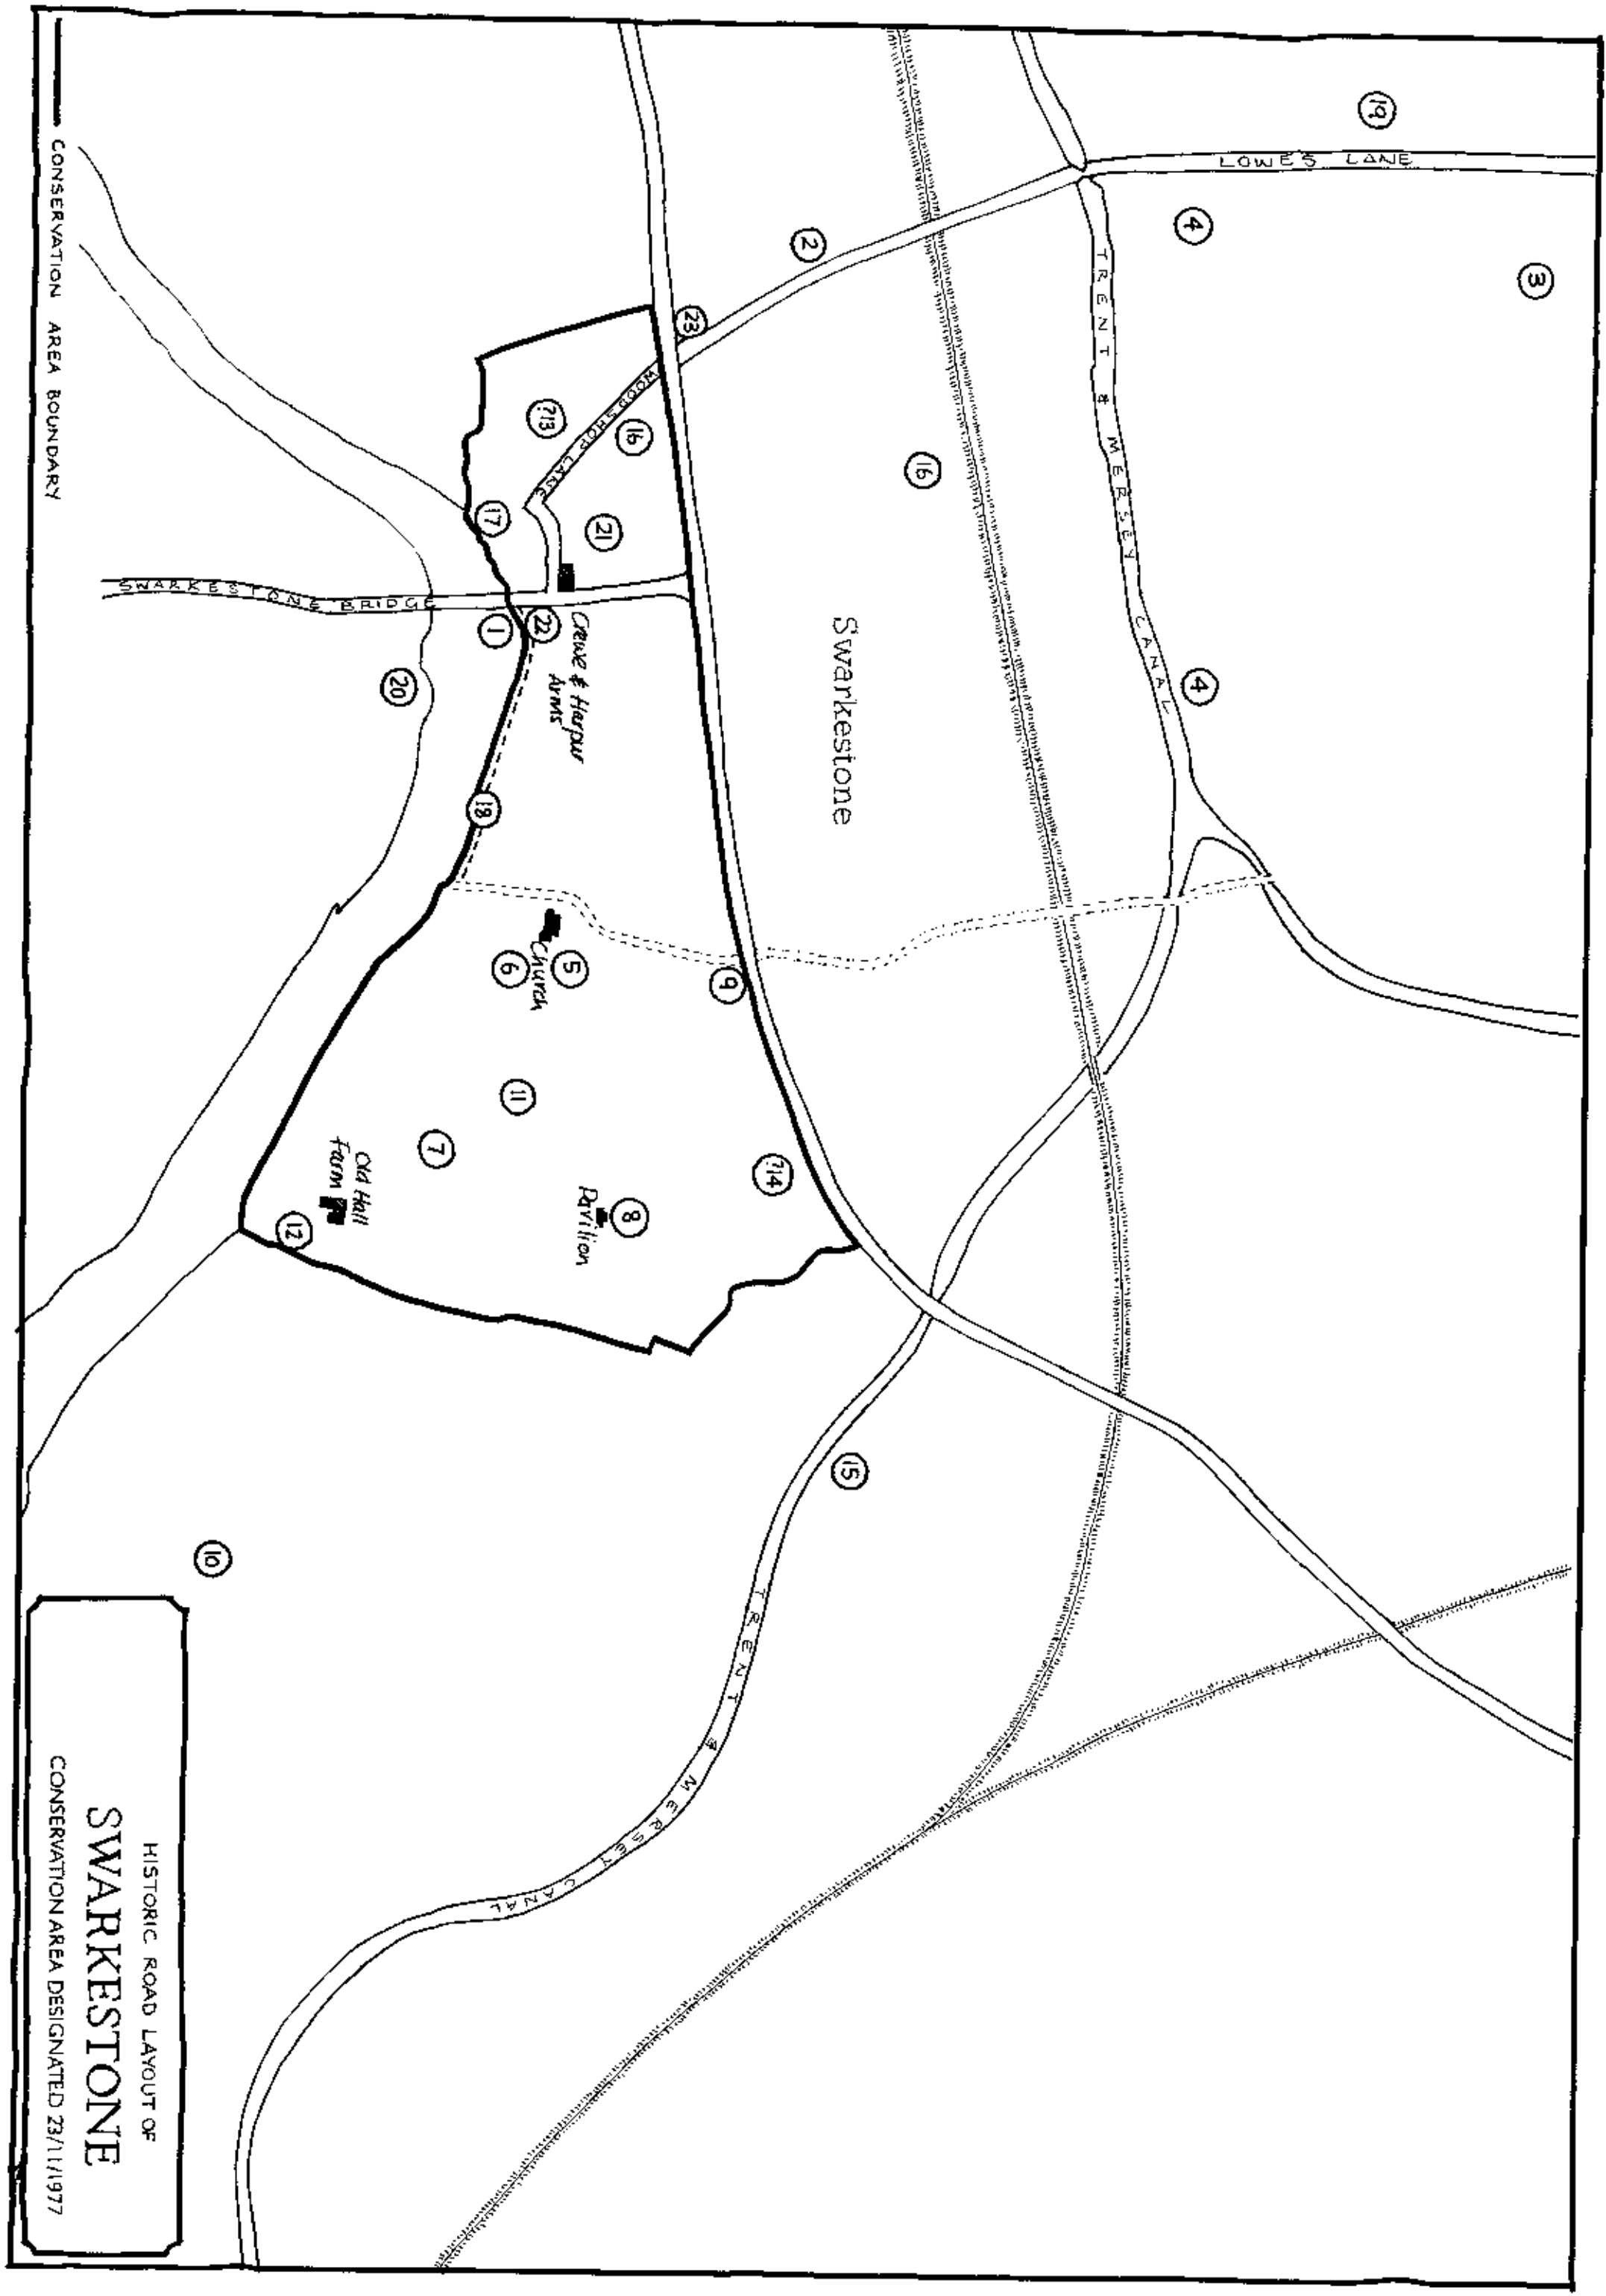 3
19
LOWE'S LANE
4
4
TRENT & MERSEY CANAL
16
15
Swarkestone
2
?14
9
TRENT & MERSEY CANAL
23
16
WOODSHOP LANE
8
Pavilion
21
Crewe & Harpur
Arms
5
?13
22
Church
11
6
1
17
18
7
20
Old Hall
Farm
12
SWARKESTONE BRIDGE
10
HISTORIC ROAD LAYOUT OF
SWARKESTONE
CONSERVATION AREA DESIGNATED 23/11/1977
CONSERVATION AREA BOUNDARY